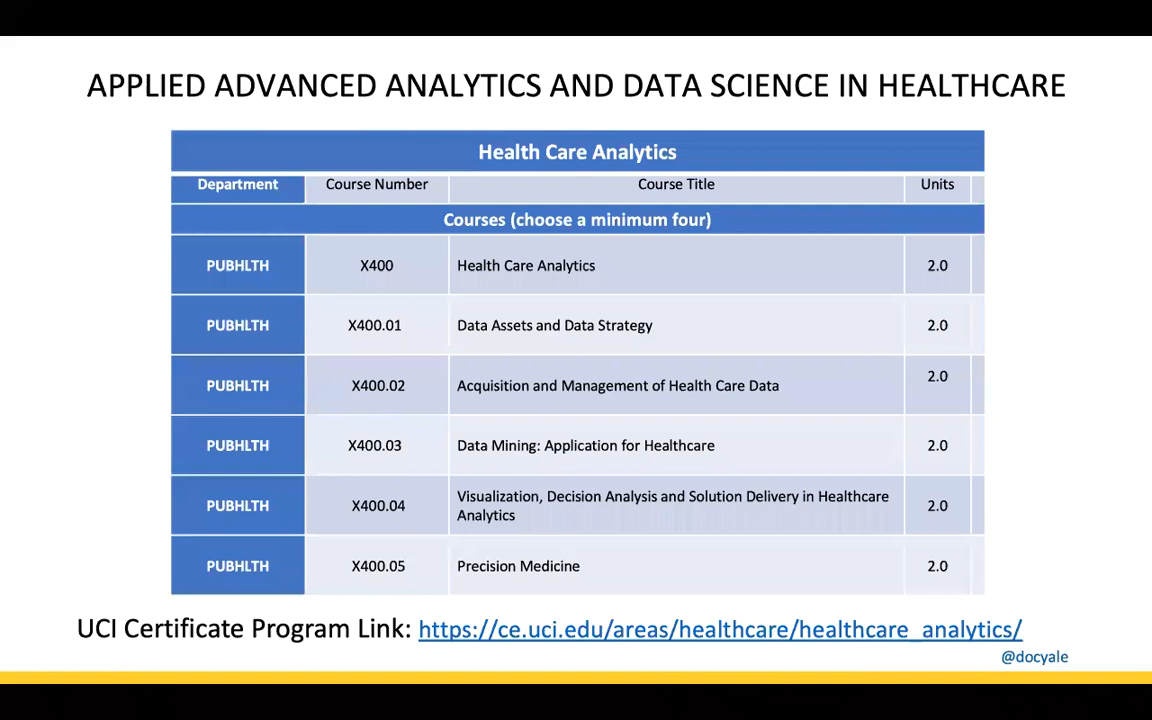 APPLIED ADVANCED ANALYTICS AND DATA SCIENCE IN HEALTHCARE
Health Care Analytics
Department Course Number Course Title Units
Courses (choose a minimum four)
PUBHLTH X400 Health Care Analytics 2.0
PUBHLTH X400.01 Data Assets and Data Strategy 2.0
PUBHLTH X400.02 Acquisition and Management of Health Care Data 2.0
PUBHLTH X400.03 Data Mining: Application for Healthcare 2.0
PUBHLTH X400.04 Visualization, Decision Analysis and Solution Delivery in Healthcare 2.0
Analytics
PUBHLTH X400.05 Precision Medicine 2.0
UCI Certificate Program Link: https://ce.uci.edu/areas/healthcare/healthcare_analytics/
@docyale